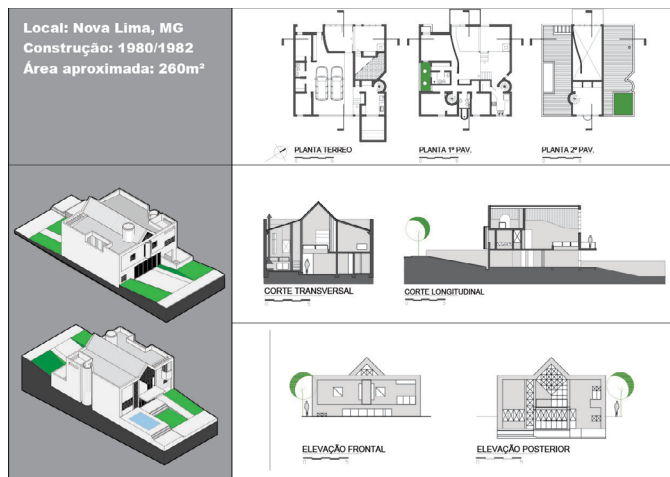 Local: Nova Lima, MG
Construção: 1980/1982
Área aproximada: 260m²
PLANTA TERREO
PLANTA 1º PAV.
PLANTA 2º PAV.
CORTE TRANSVERSAL
CORTE LONGITUDINAL
ELEVAÇÃO FRONTAL
ELEVAÇÃO POSTERIOR